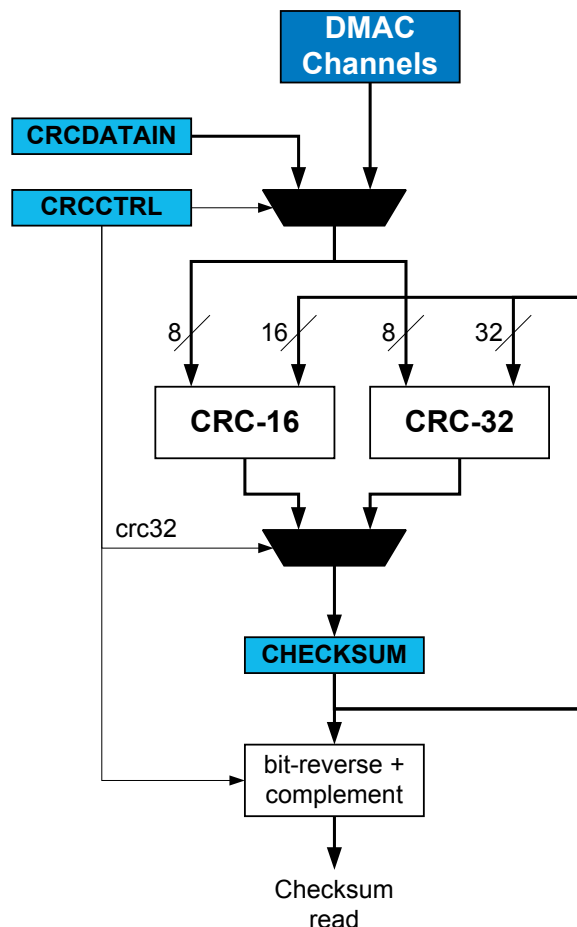 DMAC
Channels
CRCDATAIN
CRCCTRL
8
16
8
32
CRC-16
CRC-32
crc32
CHECKSUM
bit-reverse +
complement
Checksum
read